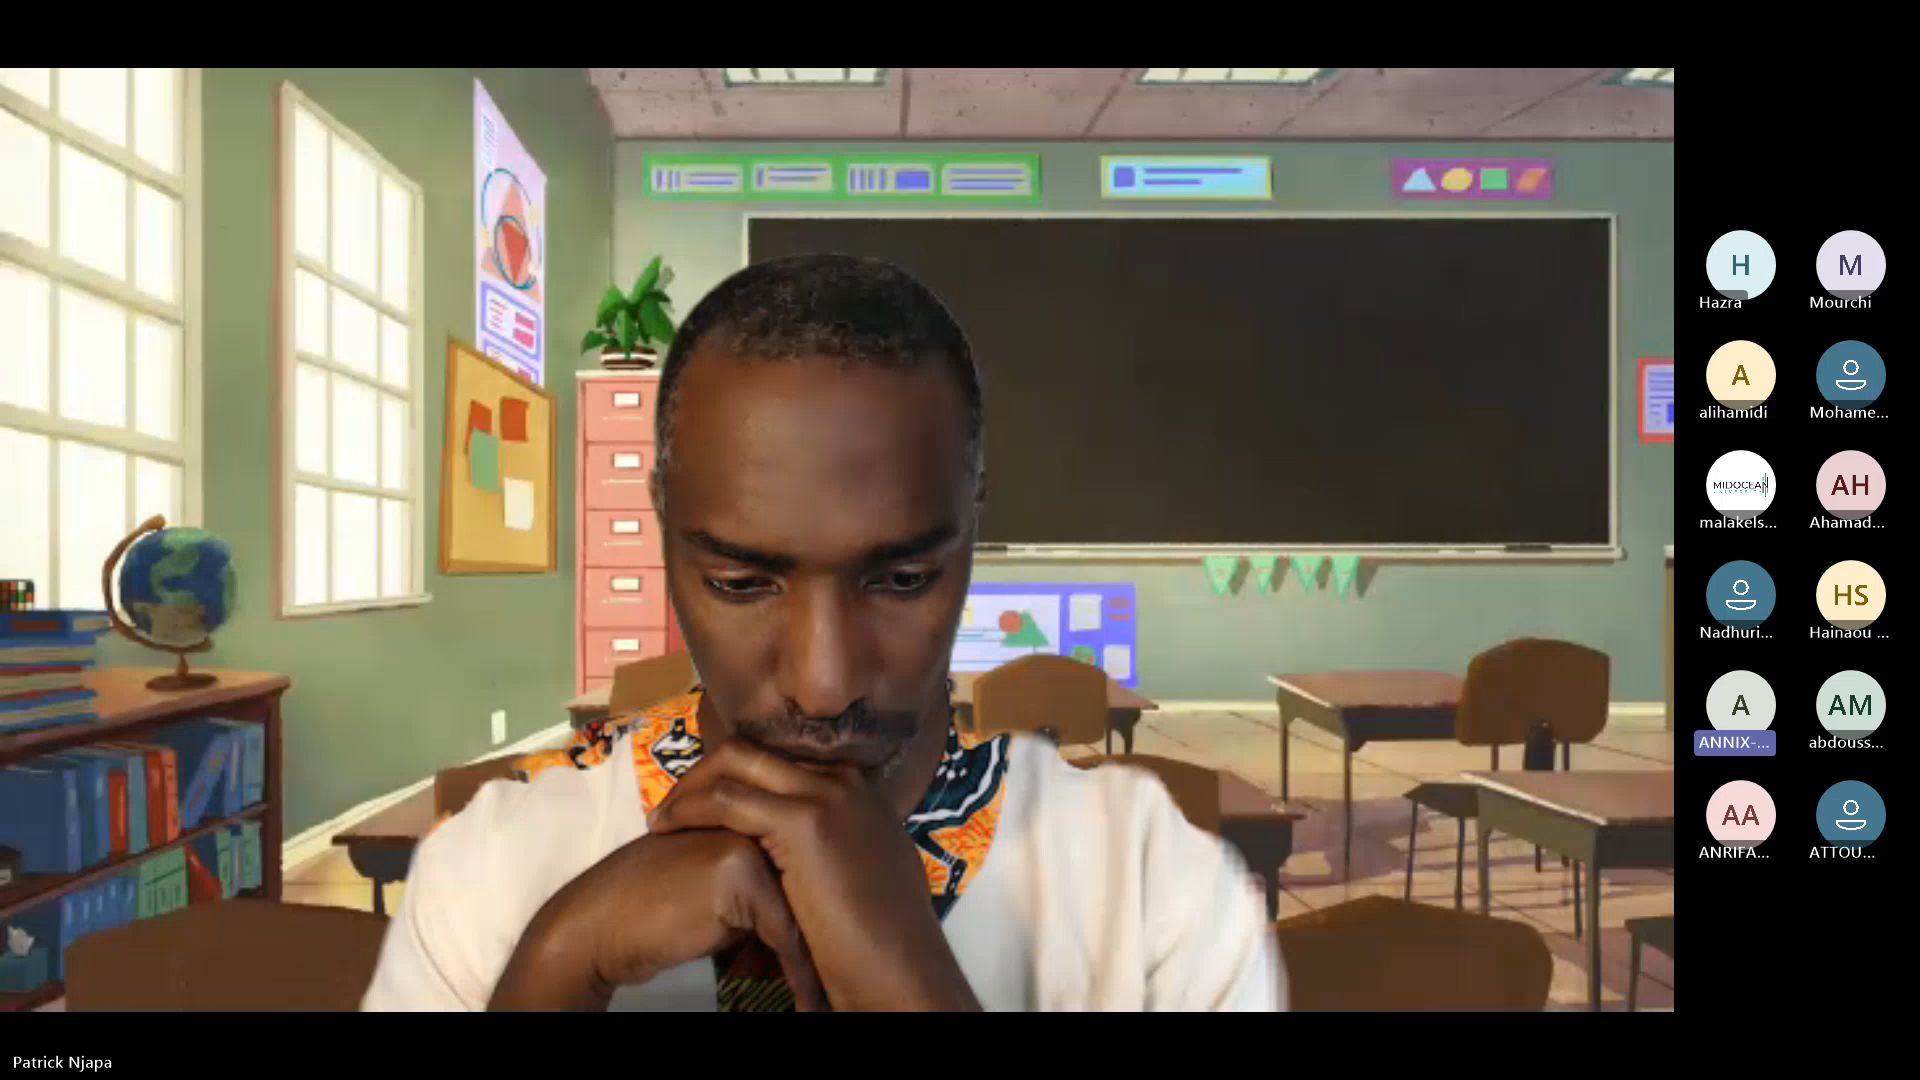 H
M
Hazra
Mourchi
A
alihamidi
Mohame...
MIDOCEAN
UNIVERSITY
AH
malakels...
Ahamad...
HS
Nadhuri...
Hainaou ...
A
AM
ANNIX-...
abdouss...
AA
ANRIFA...
ATTOU...
Patrick Njapa